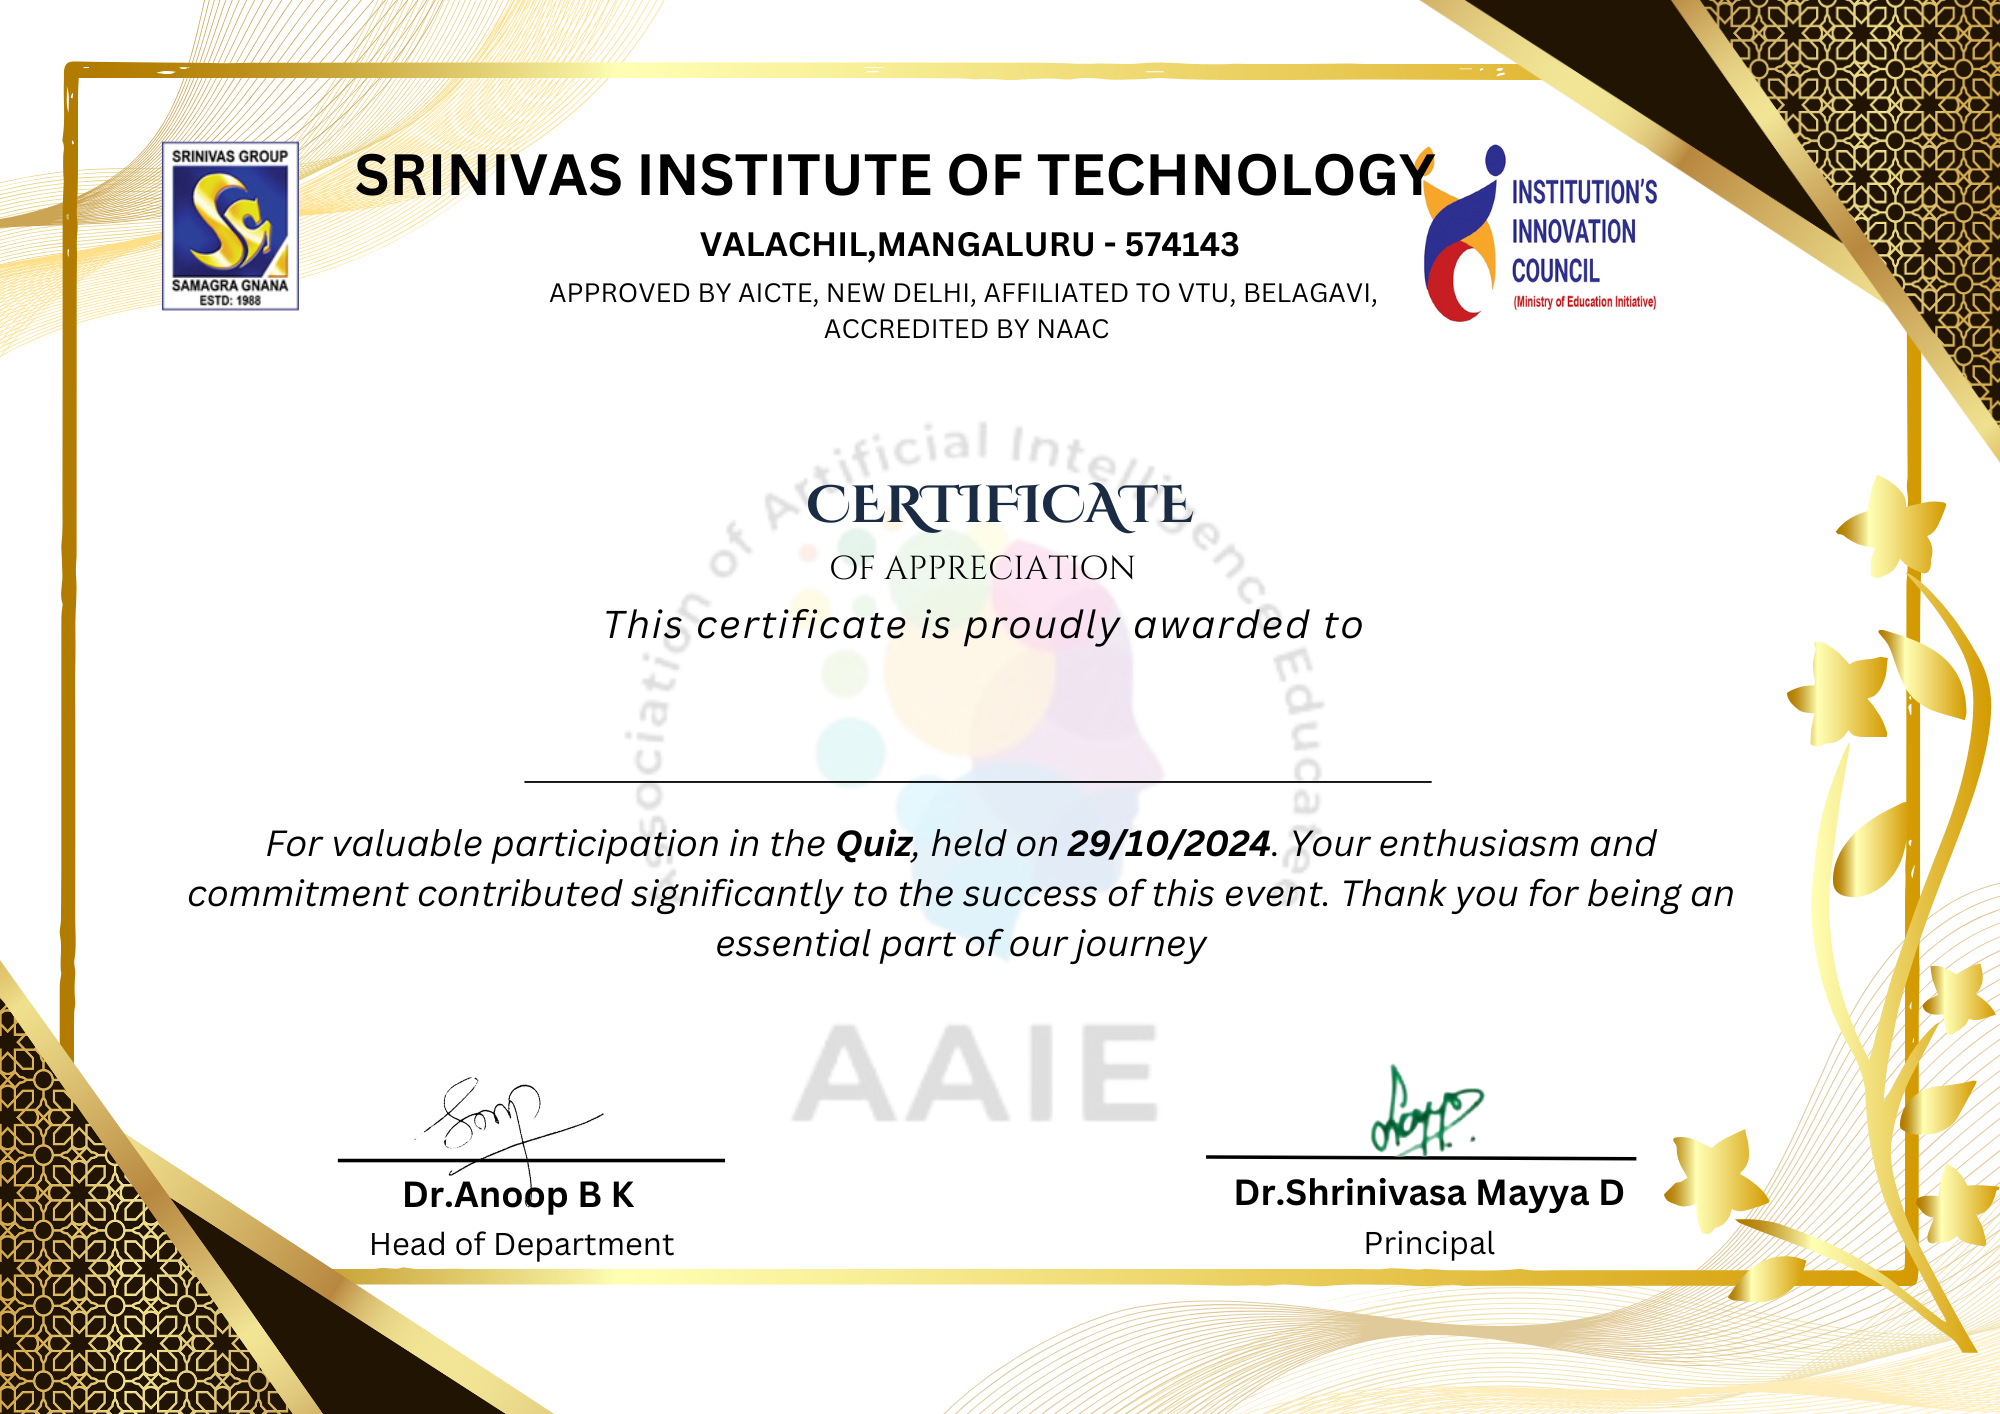 SRINIVAS GROUP
SAMAGRA GNANA
ESTD: 1988
SRINIVAS INSTITUTE OF TECHNOLOGY
VALACHIL,MANGALURU - 574143
APPROVED BY AICTE, NEW DELHI, AFFILIATED TO VTU, BELAGAVI,
ACCREDITED BY NAAC
INSTITUTION'S
INNOVATION
COUNCIL
(Ministry of Education Initiative)
Association of Artificial Intelligence Educatea
CERTIFICATE
OF APPRECIATION
This certificate is proudly awarded to
For valuable participation in the Quiz, held on 29/10/2024. Your enthusiasm and
commitment contributed significantly to the success of this event. Thank you for being an
essential part of our journey
AAIE
Dr.Anoop B K
Head of Department
Dr.Shrinivasa Mayya D
Principal